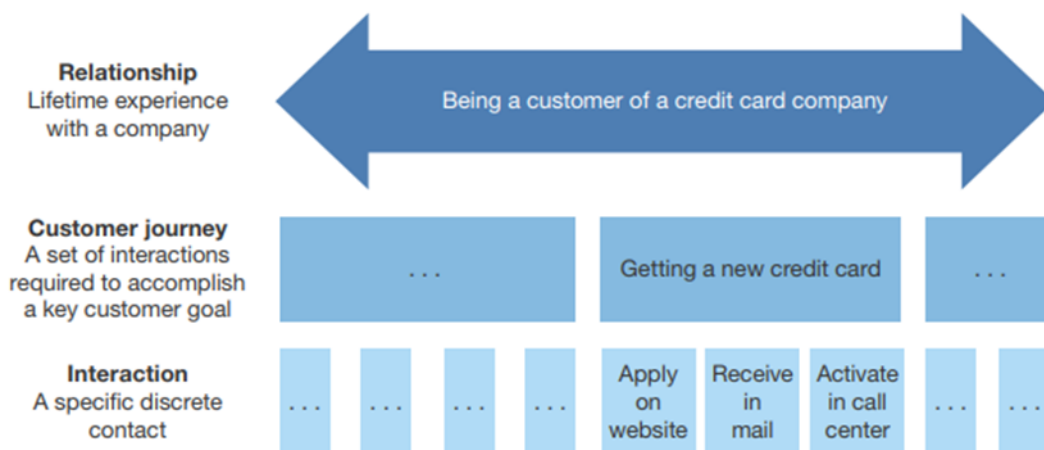 Relationship
Lifetime experience
with a company
Being a customer of a credit card company
Customer journey
A set of interactions
required to accomplish
a key customer goal
. . .
Getting a new credit card
. . .
Interaction
A specific discrete
contact
. . .
. . .
. . .
. . .
Apply
on
website
Receive
in
mail
Activate
in call
center
. . .
. . .